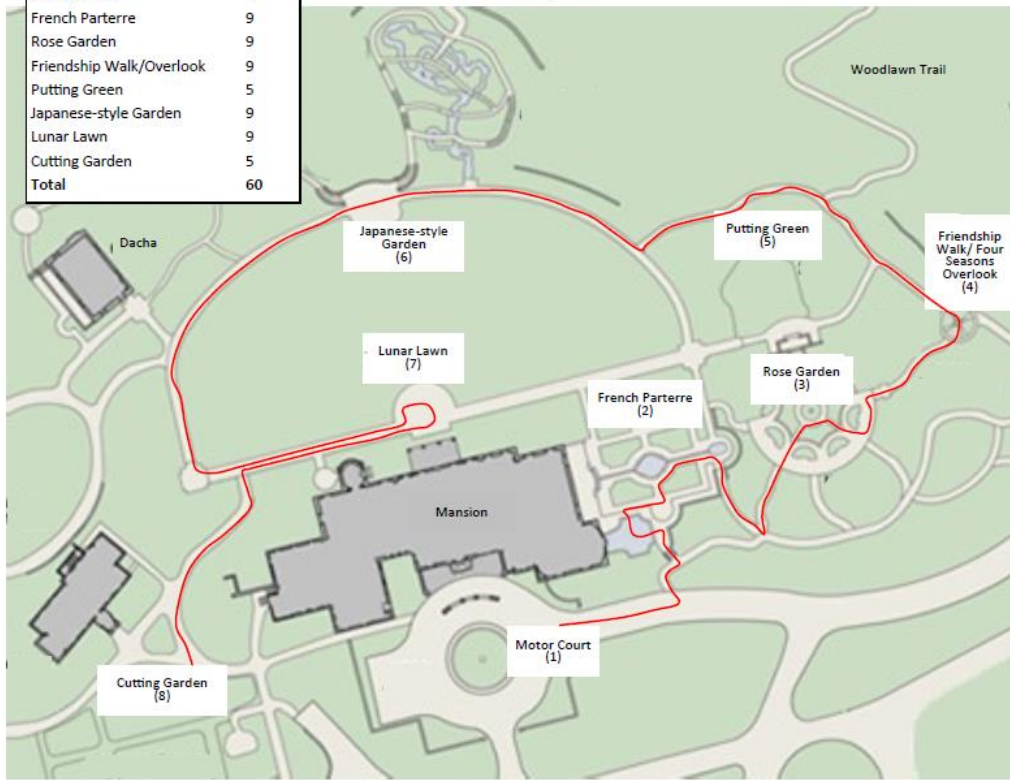 French Parterre 9
Rose Garden 9
Friendship Walk/Overlook 9
Putting Green 5
Japanese-style Garden 9
Lunar Lawn 9
Cutting Garden 5
Total 60
Woodlawn Trail
Dacha
Japanese-style
Garden
(6)
Putting Green
(5)
Friendship
Walk/ Four
Seasons
Overlook
(4)
Lunar Lawn
(7)
Rose Garden
(3)
French Parterre
(2)
Mansion
Motor Court
(1)
Cutting Garden
(8)